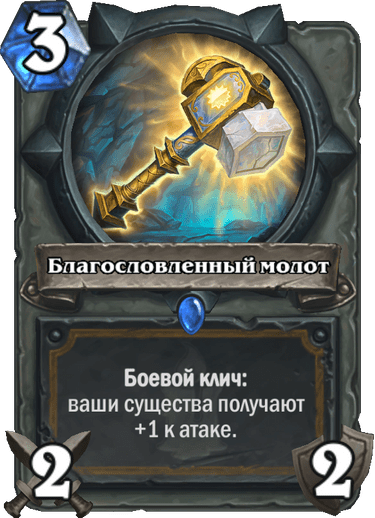 3
Благословленный молот
Боевой клич:
ваши существа получают
+1 к атаке.
2
2